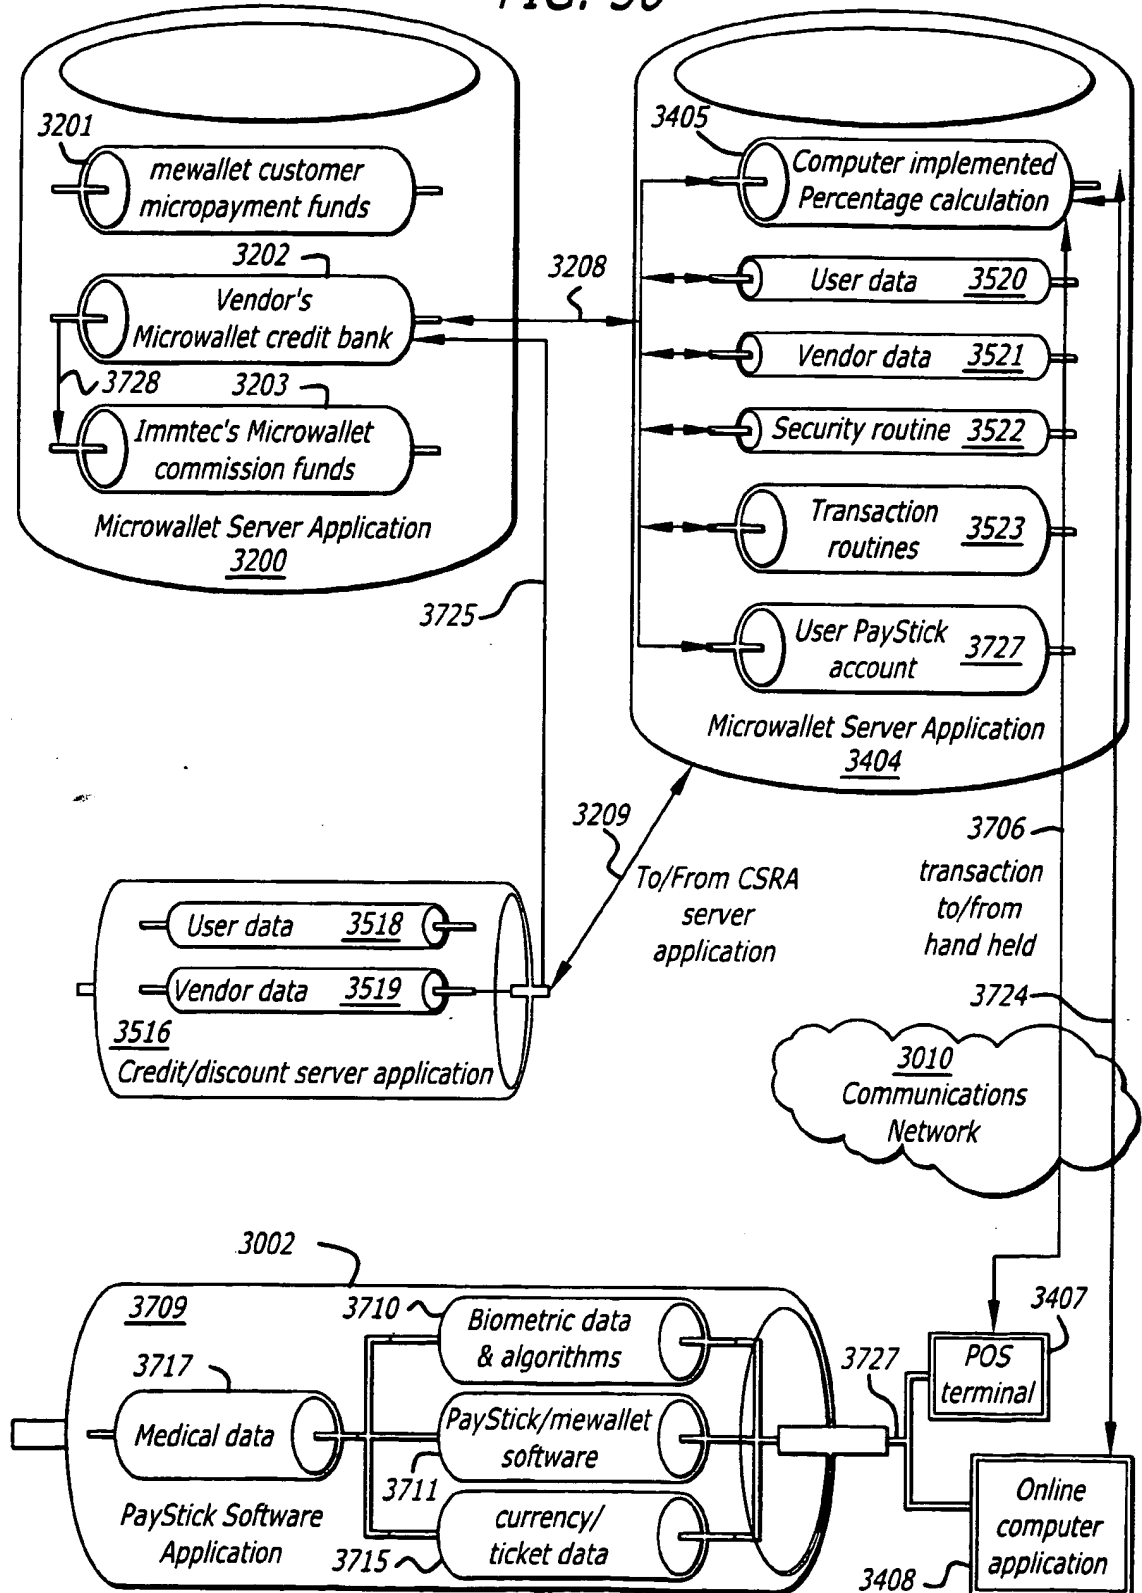 3201
mewallet customer
micropayment funds
3202
Vendor's
Microwallet credit bank
3728
3203
Immtec's Microwallet
commission funds
Microwallet Server Application
3200
3208
3725
3405
Computer implemented
Percentage calculation
User data 3520
Vendor data 3521
Security routine 3522
Transaction
routines
3523
User PayStick
account
3727
Microwallet Server Application
3404
3209
To/From CSRA
server
application
3706
transaction
to/from
hand held
3724
User data 3518
Vendor data 3519
3516
Credit/discount server application
3010
Communications
Network
3002
3709
3710
Biometric data
& algorithms
3717
Medical data
PayStick/mewallet
software
3711
currency/
ticket data
3715
PayStick Software
Application
3727
3407
POS
terminal
Online
computer
application
3408